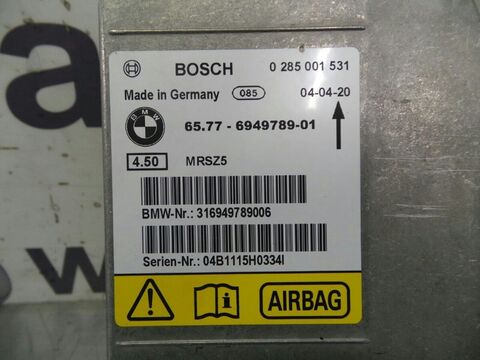 BOSCH 0 285 001 531
Made in Germany 085 04-04-20
BMW 65.77 - 6949789-01
4.50 MRSZ5
BMW-Nr.: 316949789006
Serien-Nr.: 04B1115H0334I
! i AIRBAG